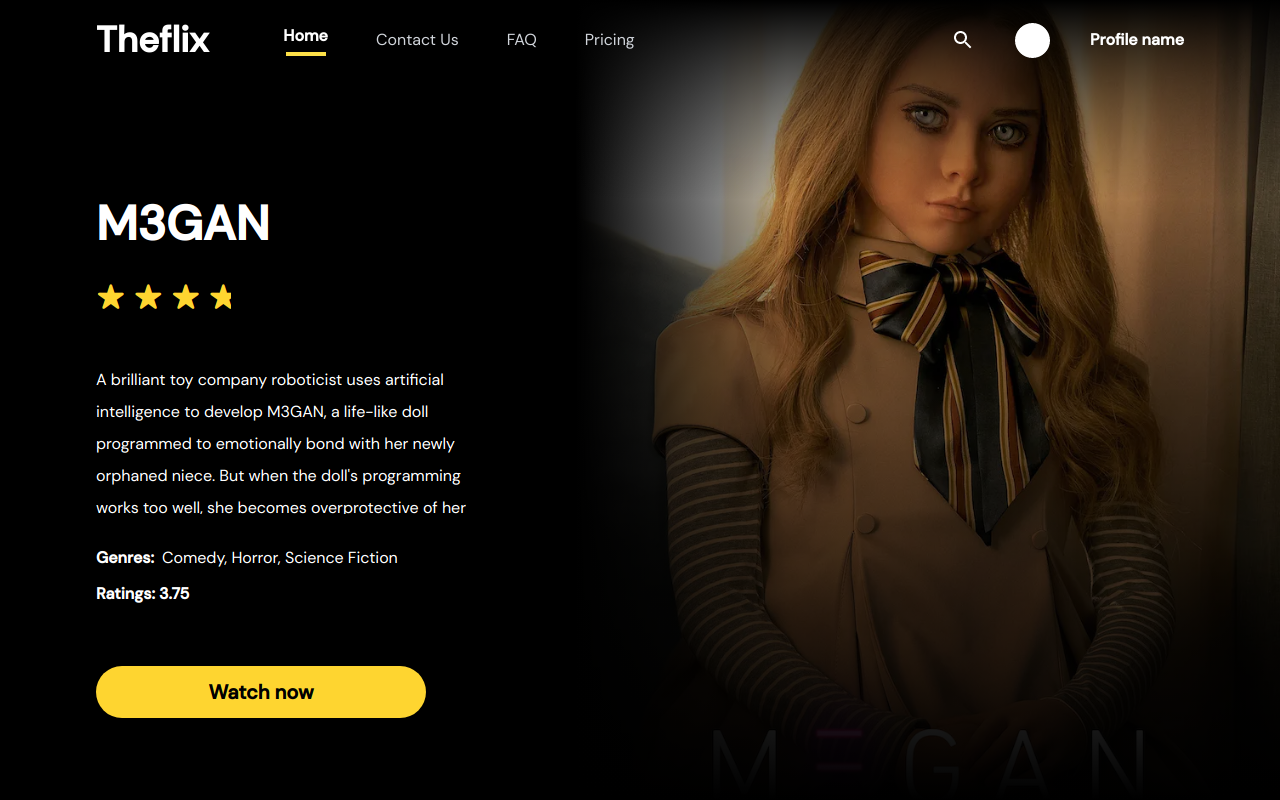 Theflix
Home
Contact Us
FAQ
Pricing
Profile name
M3GAN
A brilliant toy company roboticist uses artificial
intelligence to develop M3GAN, a life-like doll
programmed to emotionally bond with her newly
orphaned niece. But when the doll's programming
works too well, she becomes overprotective of her
Genres: Comedy, Horror, Science Fiction
Ratings: 3.75
Watch now
M Ξ G A N